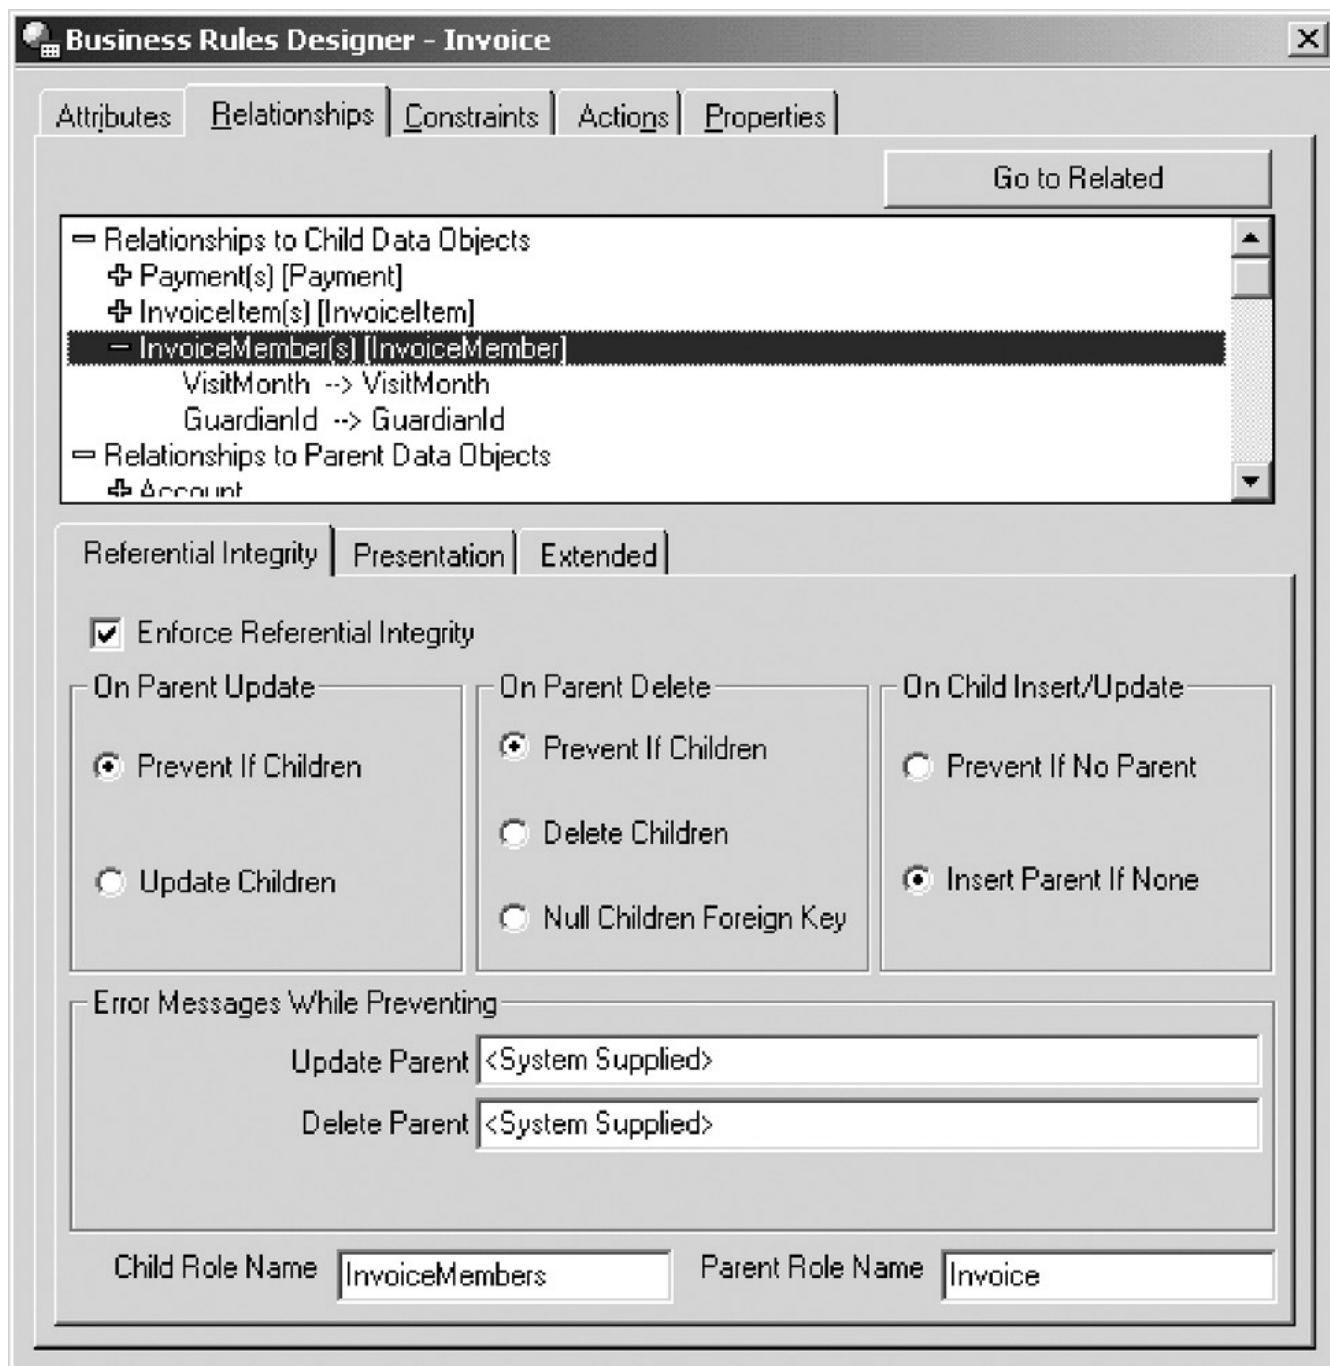 Business Rules Designer - Invoice
Attributes Relationships Constraints Actions Properties
Go to Related
Relationships to Child Data Objects
Payment(s) [Payment]
InvoiceItem(s) [InvoiceItem]
InvoiceMember(s) [InvoiceMember]
VisitMonth --> VisitMonth
GuardianId --> GuardianId
Relationships to Parent Data Objects
Account
Referential Integrity Presentation Extended
Enforce Referential Integrity
On Parent Update On Parent Delete On Child Insert/Update
Prevent If Children Prevent If Children Prevent If No Parent
Delete Children
Update Children Insert Parent If None
Null Children Foreign Key
Error Messages While Preventing
Update Parent <System Supplied>
Delete Parent <System Supplied>
Child Role Name InvoiceMembers Parent Role Name Invoice